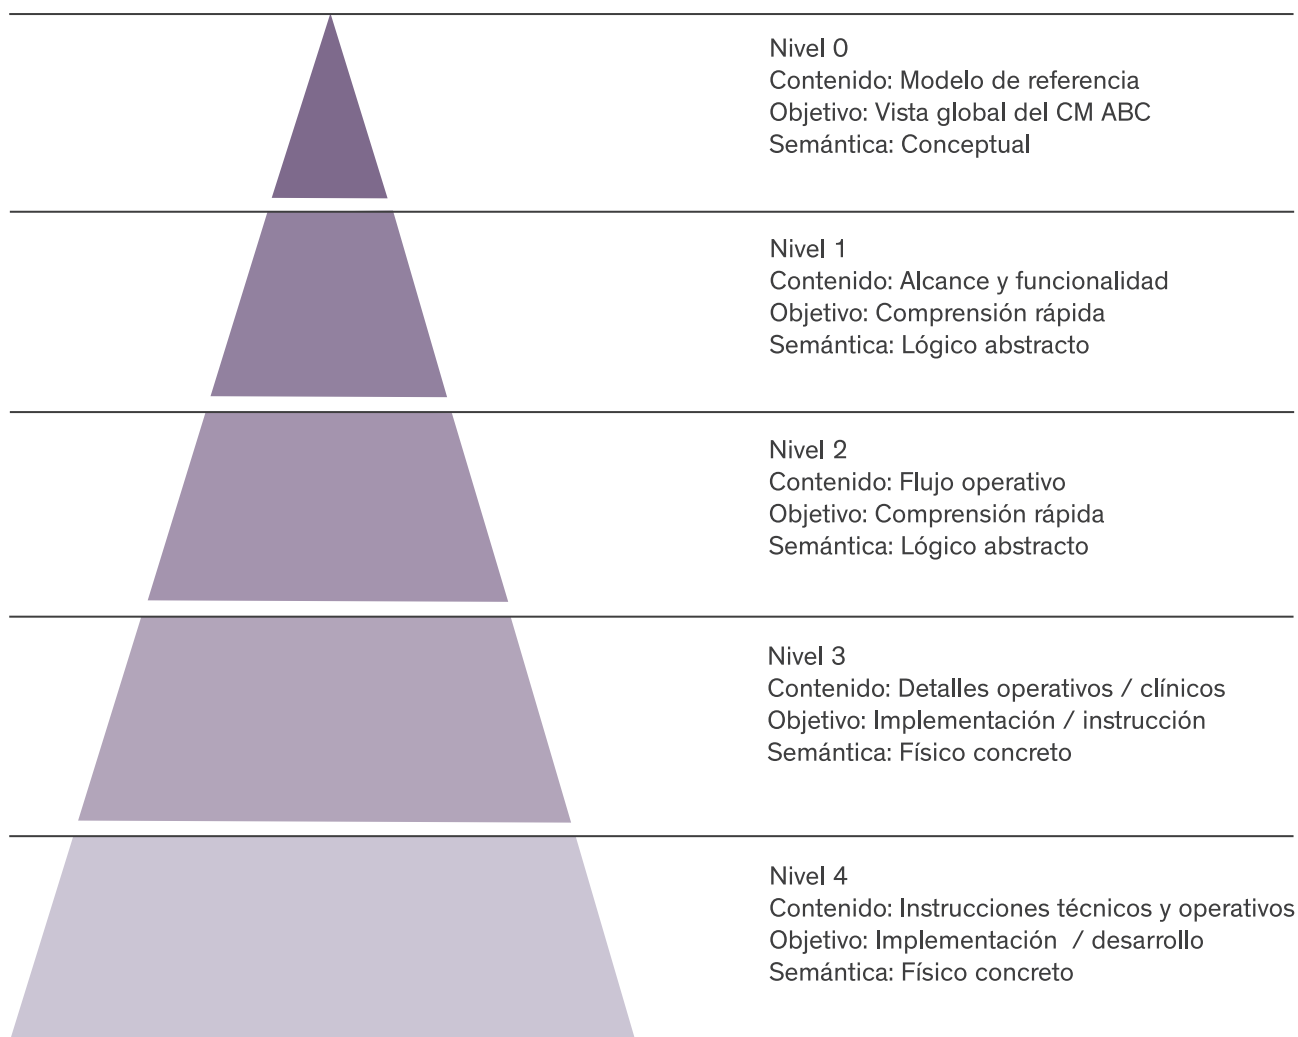 Nivel 0
Contenido: Modelo de referencia
Objetivo: Vista global del CM ABC
Semántica: Conceptual
Nivel 1
Contenido: Alcance y funcionalidad
Objetivo: Comprensión rápida
Semántica: Lógico abstracto
Nivel 2
Contenido: Flujo operativo
Objetivo: Comprensión rápida
Semántica: Lógico abstracto
Nivel 3
Contenido: Detalles operativos / clínicos
Objetivo: Implementación / instrucción
Semántica: Físico concreto
Nivel 4
Contenido: Instrucciones técnicos y operativos
Objetivo: Implementación / desarrollo
Semántica: Físico concreto